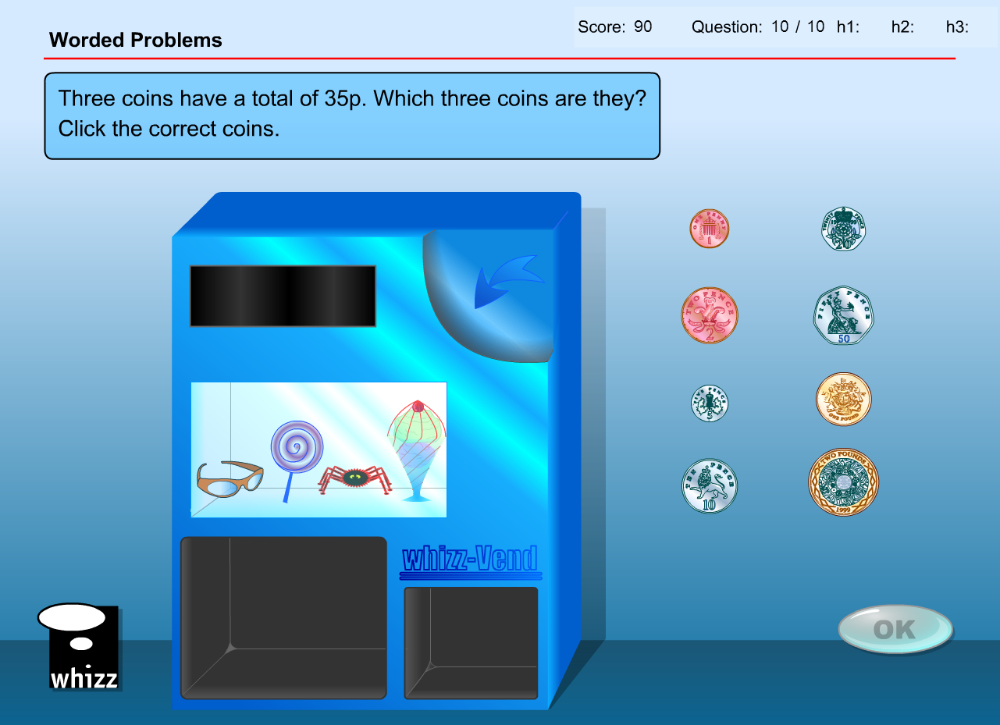 Score: 90 Question: 10 / 10 h1: h2: h3:
Worded Problems
Three coins have a total of 35p. Which three coins are they?
Click the correct coins.
ONE PENNY
1
TWENTY PENCE
20
TWO PENCE
2
FIFTY PENCE
50
FIVE PENCE
5
ONE POUND
TEN PENCE
10
TWO POUNDS
1999
whizz-Vend
OK
whizz